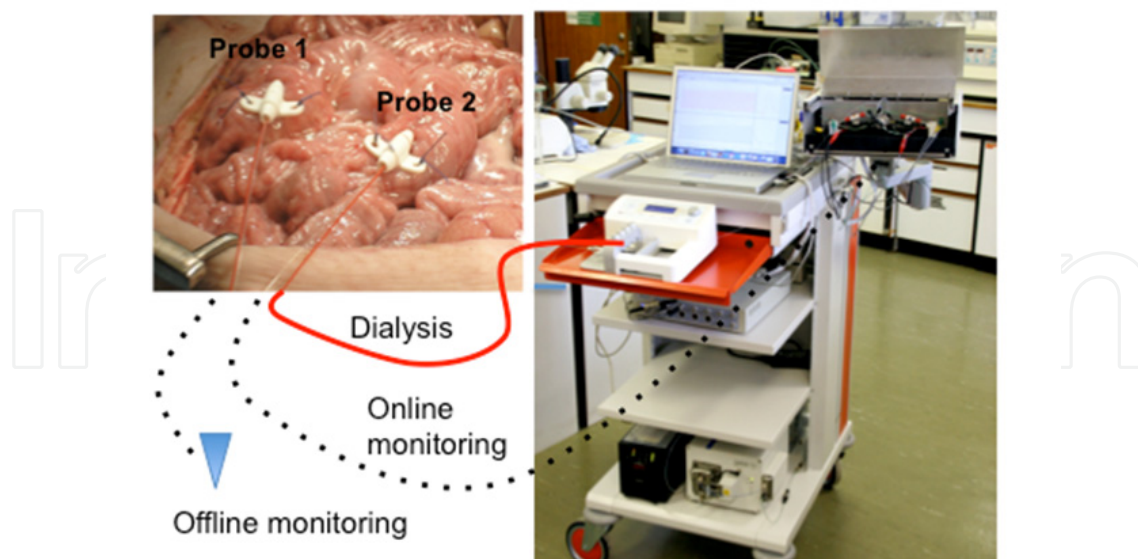 Probe 1
Probe 2
Dialysis
Online
monitoring
Offline monitoring